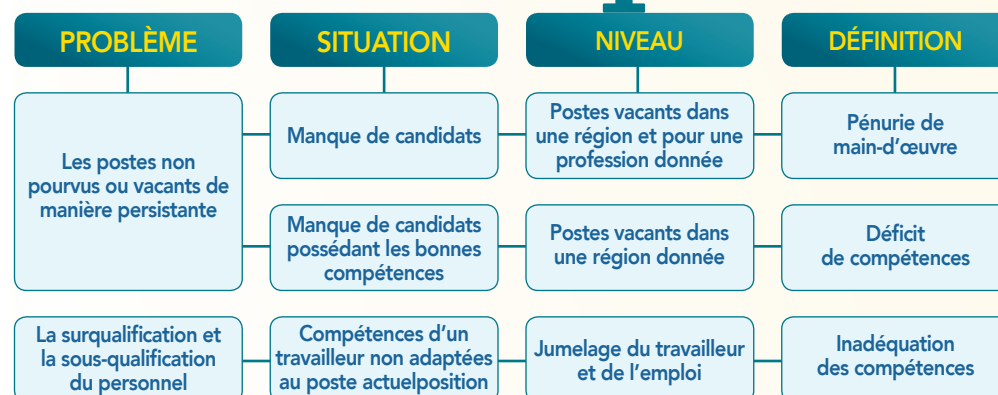 PROBLÈME
SITUATION
NIVEAU
DÉFINITION
Les postes non
pourvus ou vacants de
manière persistante
Manque de candidats
Postes vacants dans
une région et pour une
profession donnée
Pénurie de
main-d'œuvre
Manque de candidats
possédant les bonnes
compétences
Postes vacants dans
une région donnée
Déficit
de compétences
La surqualification et
la sous-qualification
du personnel
Compétences d'un
travailleur non adaptées
au poste actuelposition
Jumelage du travailleur
et de l'emploi
Inadéquation
des compétences